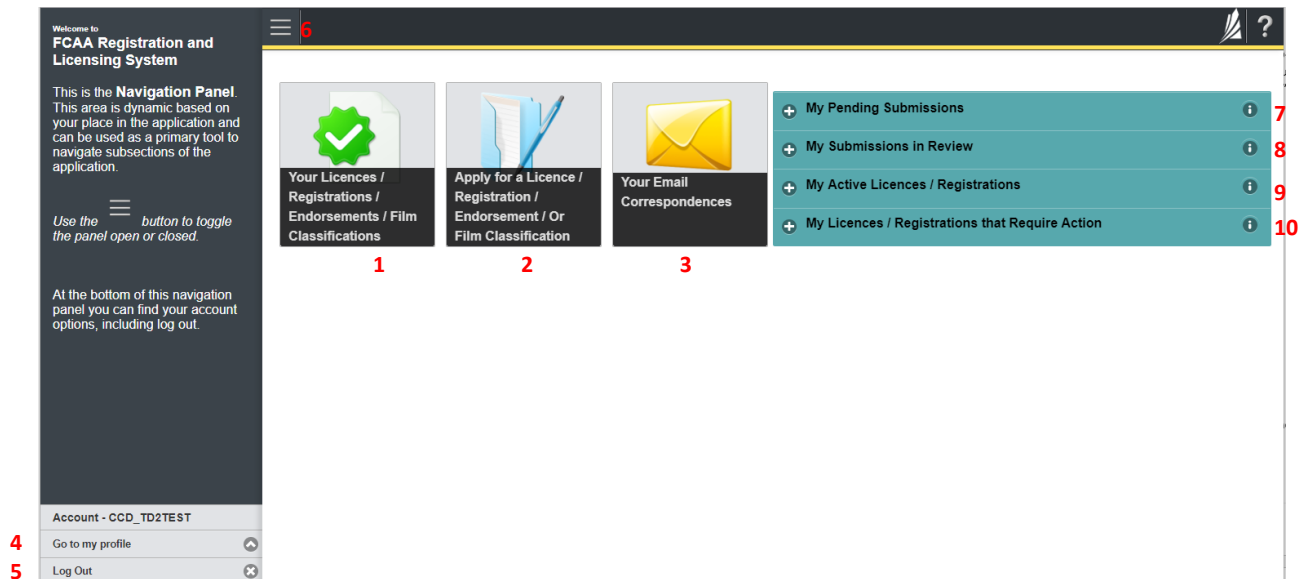 Welcome to
FCAA Registration and
Licensing System
This is the Navigation Panel.
This area is dynamic based on
your place in the application and
can be used as a primary tool to
navigate subsections of the
application.
Use the button to toggle
the panel open or closed.
At the bottom of this navigation
panel you can find your account
options, including log out.
Account - CCD_TD2TEST
4 Go to my profile
5 Log Out
6
?
Your Licences /
Registrations /
Endorsements / Film
Classifications
1
Apply for a Licence /
Registration /
Endorsement / Or
Film Classification
2
Your Email
Correspondences
3
My Pending Submissions 7
My Submissions in Review 8
My Active Licences / Registrations 9
My Licences / Registrations that Require Action 10